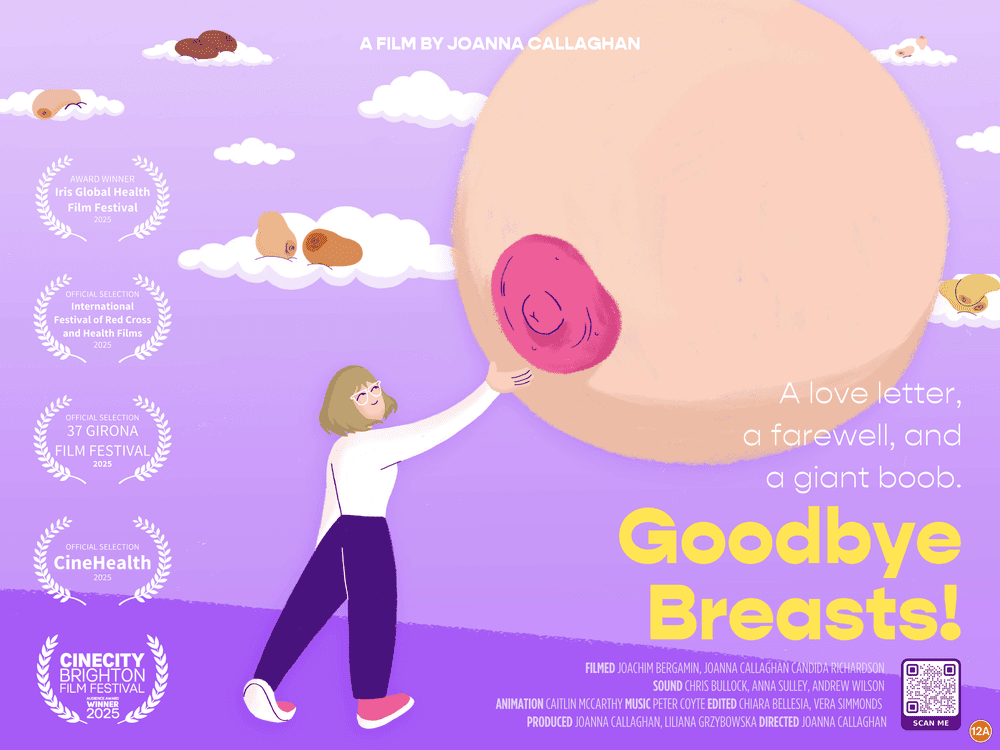 A FILM BY JOANNA CALLAGHAN
AWARD WINNER
Iris Global Health
Film Festival
2025
OFFICIAL SELECTION
International
Festival of Red Cross
and Health Films
2025
OFFICIAL SELECTION
37 GIRONA
FILM FESTIVAL
2025
OFFICIAL SELECTION
CineHealth
2025
CINECITY
BRIGHTON
FILM FESTIVAL
AUDIENCE AWARD
WINNER
2025
A love letter,
a farewell, and
a giant boob.
Goodbye
Breasts!
FILMED JOACHIM BERGAMIN, JOANNA CALLAGHAN CANDIDA RICHARDSON
SOUND CHRIS BULLOCK, ANNA SULLEY, ANDREW WILSON
ANIMATION CAITLIN MCCARTHY MUSIC PETER COYTE EDITED CHIARA BELLESIA, VERA SIMMONDS
PRODUCED JOANNA CALLAGHAN, LILIANA GRZYBOWSKA DIRECTED JOANNA CALLAGHAN
SCAN ME
12A